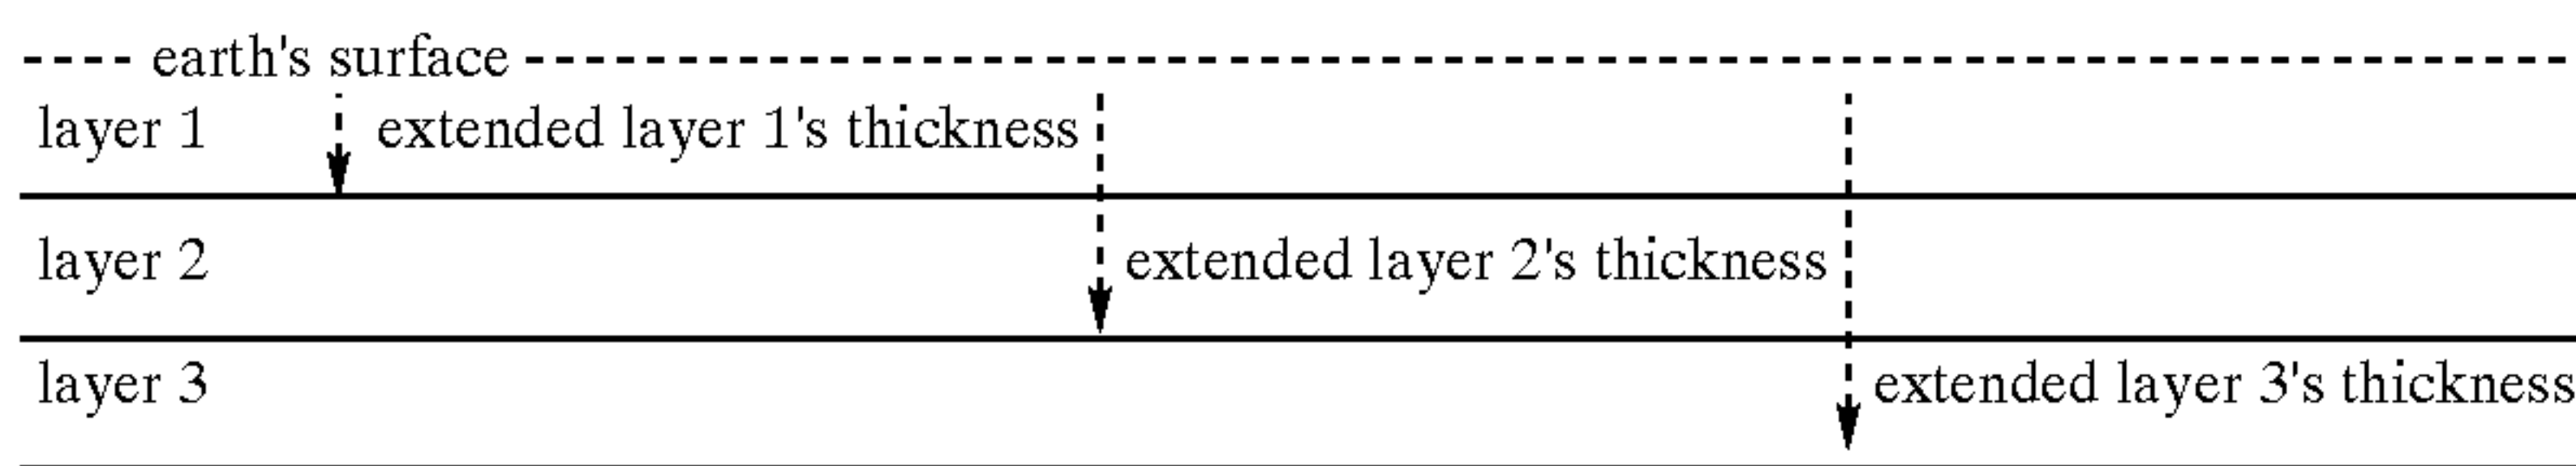 earth's surface
layer 1 extended layer 1's thickness
layer 2 extended layer 2's thickness
layer 3 extended layer 3's thickness